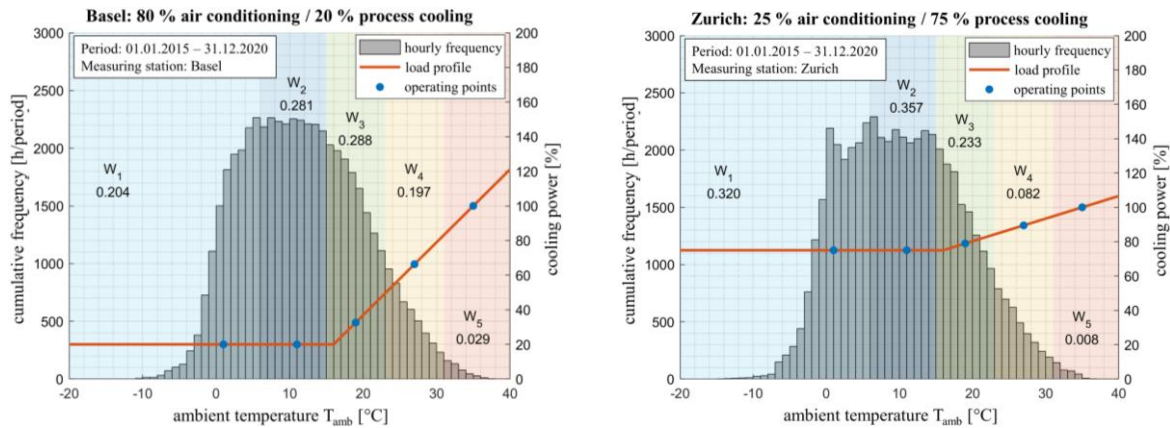 Basel: 80 % air conditioning / 20 % process cooling
3000
2500
2000
1500
1000
500
0
cumulative frequency [h/period]
Period: 01.01.2015 – 31.12.2020
Measuring station: Basel
hourly frequency
load profile
operating points
W1
0.204
W2
0.281
W3
0.288
W4
0.197
W5
0.029
200
180
160
140
120
100
80
60
40
20
0
cooling power [%]
-20 -10 0 10 20 30 40
ambient temperature Tamb [°C]
Zurich: 25 % air conditioning / 75 % process cooling
3000
2500
2000
1500
1000
500
0
cumulative frequency [h/period]
Period: 01.01.2015 – 31.12.2020
Measuring station: Zurich
hourly frequency
load profile
operating points
W1
0.320
W2
0.357
W3
0.233
W4
0.082
W5
0.008
200
180
160
140
120
100
80
60
40
20
0
cooling power [%]
-20 -10 0 10 20 30 40
ambient temperature Tamb [°C]